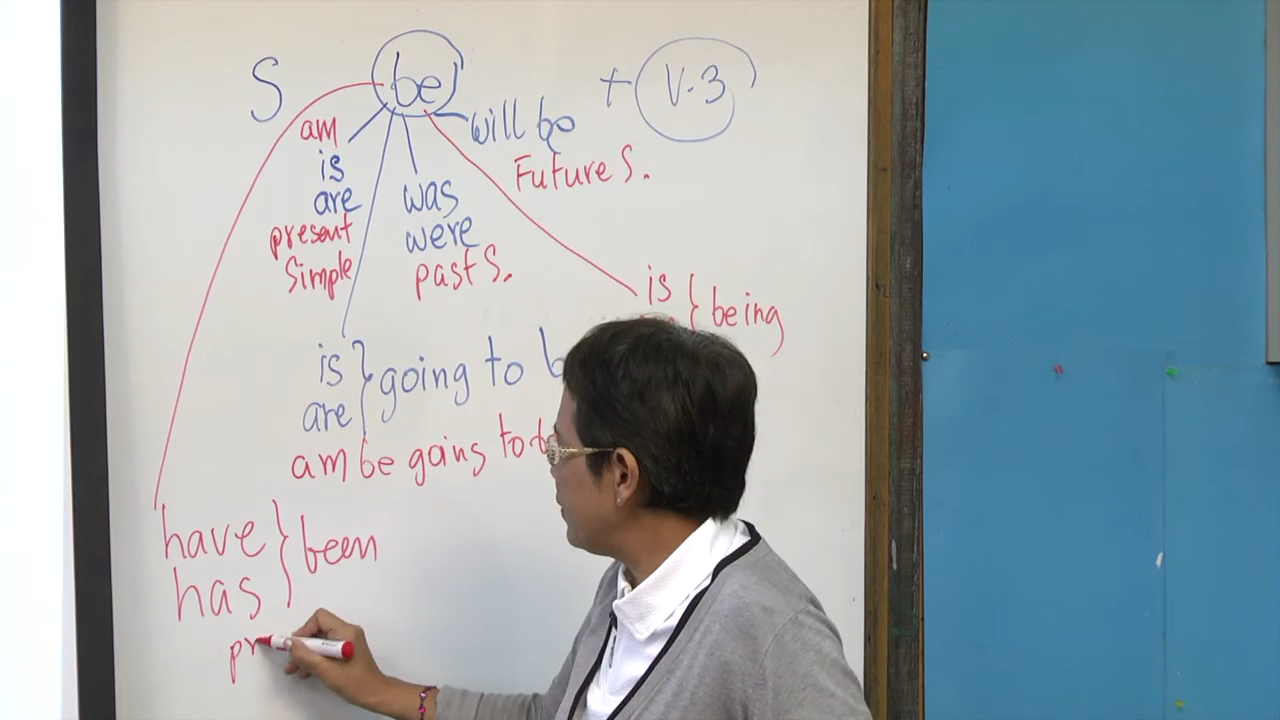 S be + V-3
am
is
are
present
Simple
was
were
past S.
will be
Future S.
is
being
is
are
going to
am be going to
have
has
been
pr